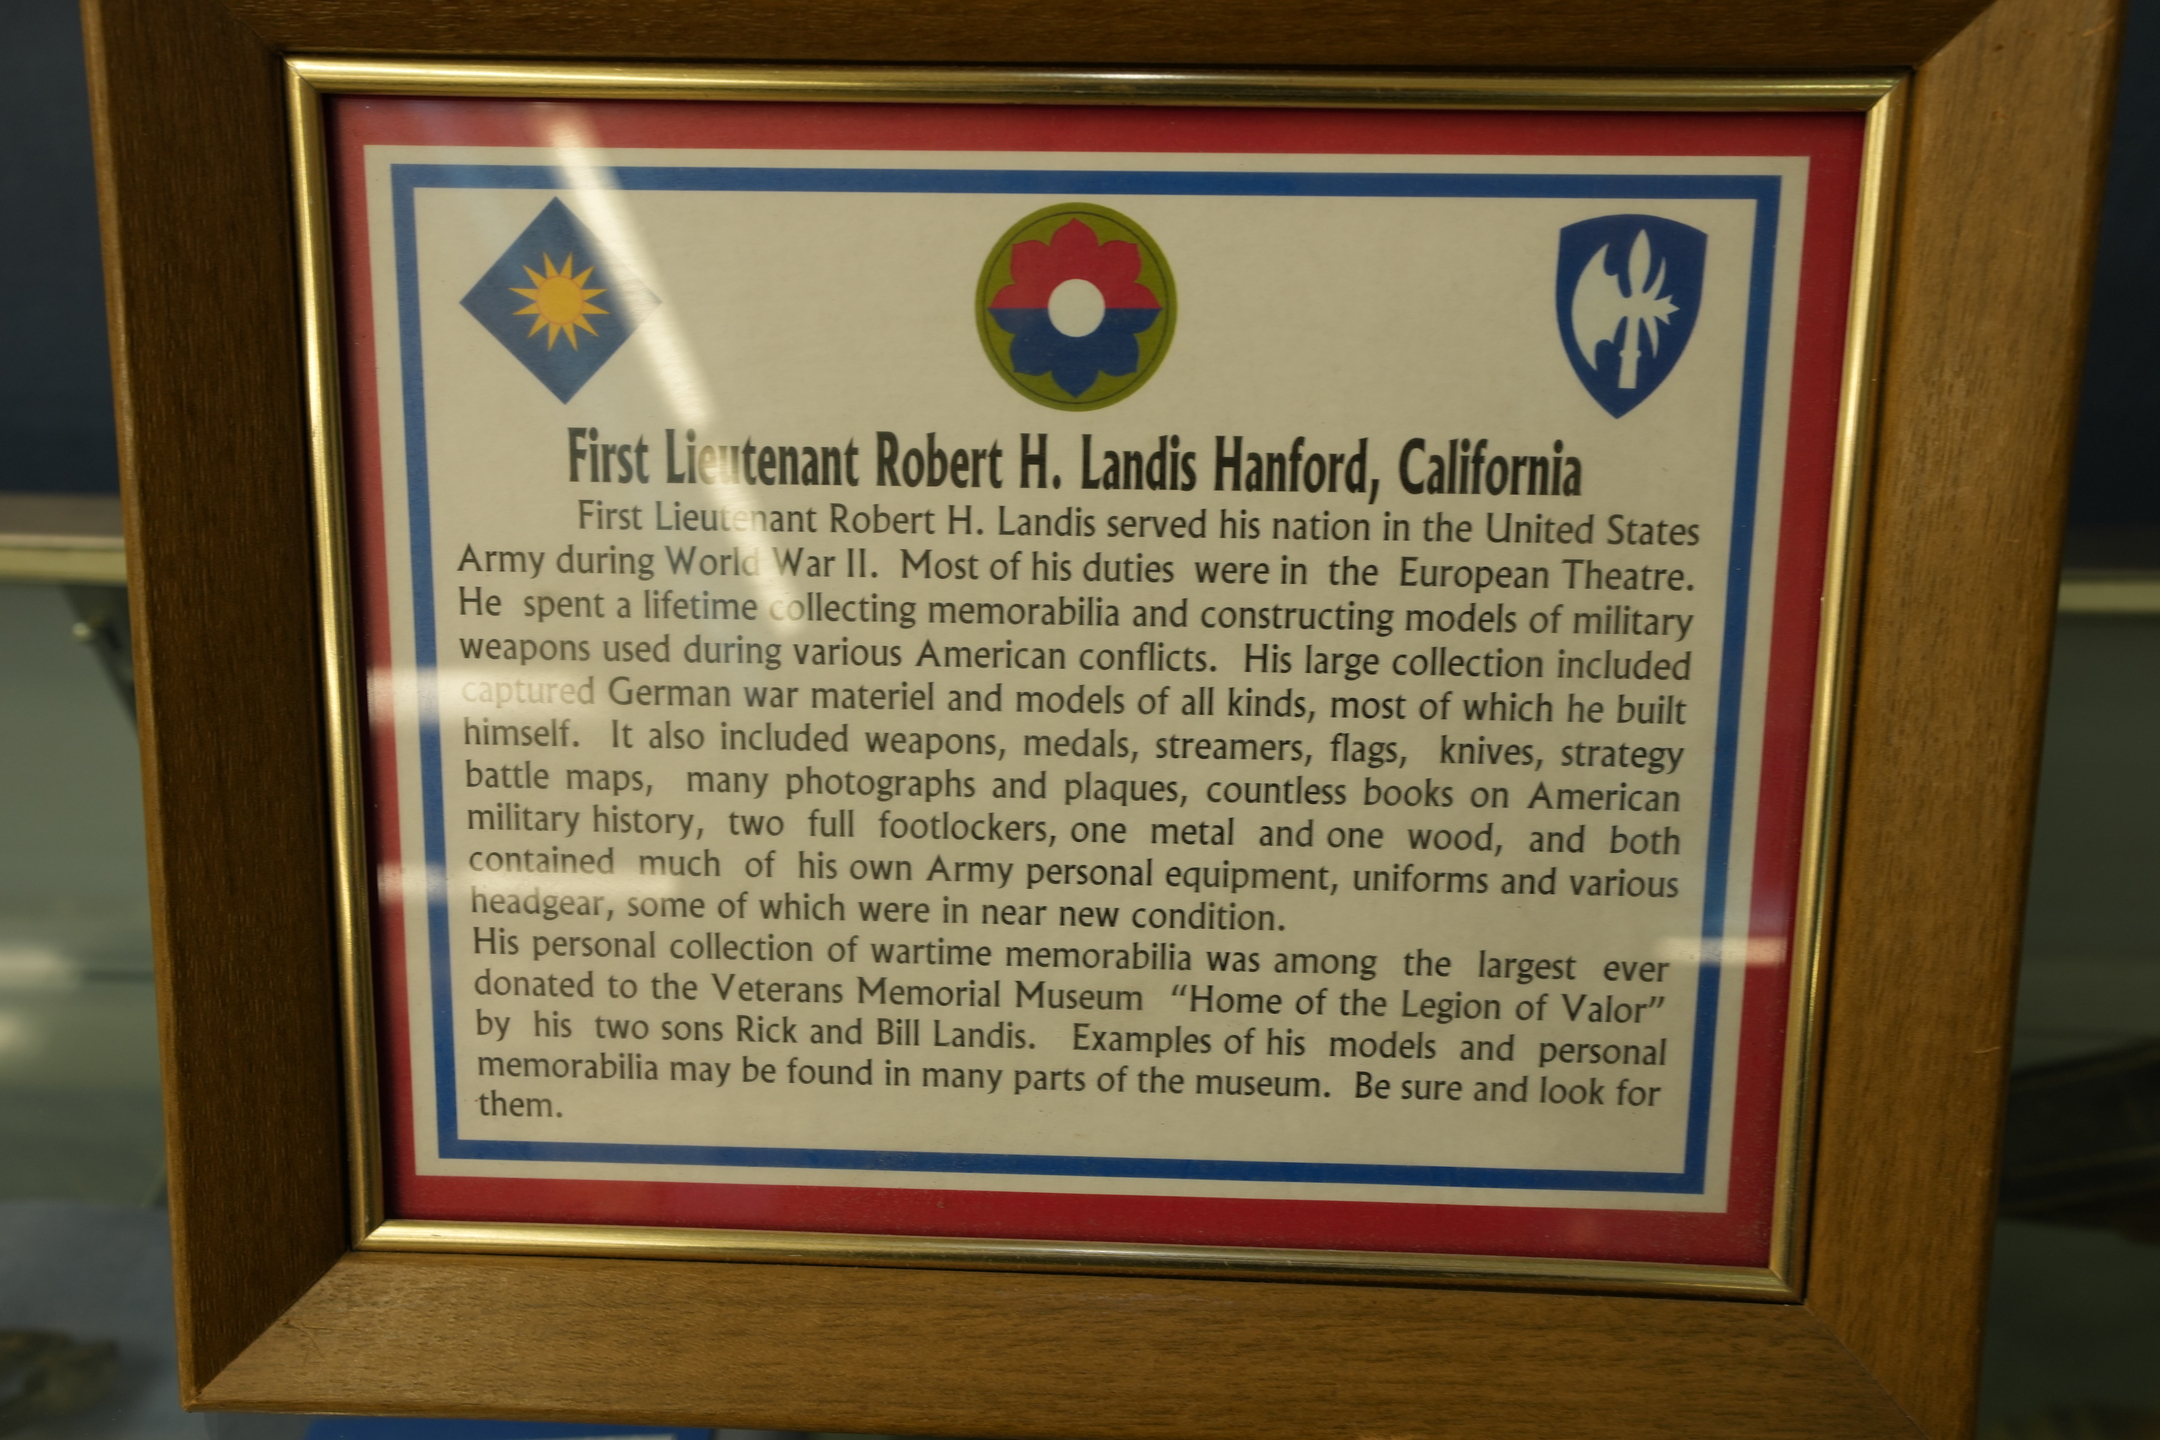 First Lieutenant Robert H. Landis Hanford, California
First Lieutenant Robert H. Landis served his nation in the United States
Army during World War II. Most of his duties were in the European Theatre.
He spent a lifetime collecting memorabilia and constructing models of military
weapons used during various American conflicts. His large collection included
captured German war materiel and models of all kinds, most of which he built
himself. It also included weapons, medals, streamers, flags, knives, strategy
battle maps, many photographs and plaques, countless books on American
military history, two full footlockers, one metal and one wood, and both
contained much of his own Army personal equipment, uniforms and various
headgear, some of which were in near new condition.
His personal collection of wartime memorabilia was among the largest ever
donated to the Veterans Memorial Museum “Home of the Legion of Valor”
by his two sons Rick and Bill Landis. Examples of his models and personal
memorabilia may be found in many parts of the museum. Be sure and look for
them.